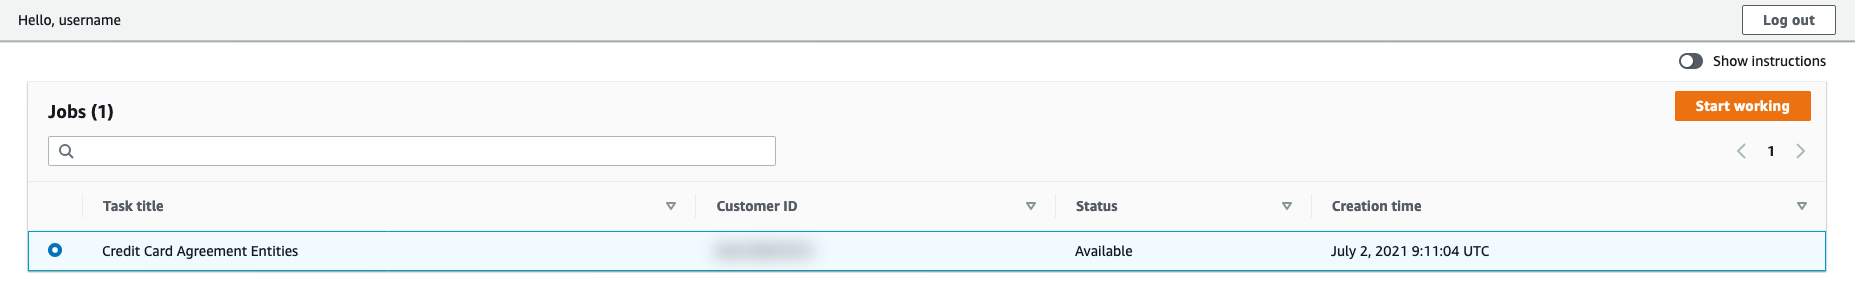 Hello, username
Log out
Show instructions
Jobs (1)
Start working
1
Task title Customer ID Status Creation time
Credit Card Agreement Entities Available July 2, 2021 9:11:04 UTC